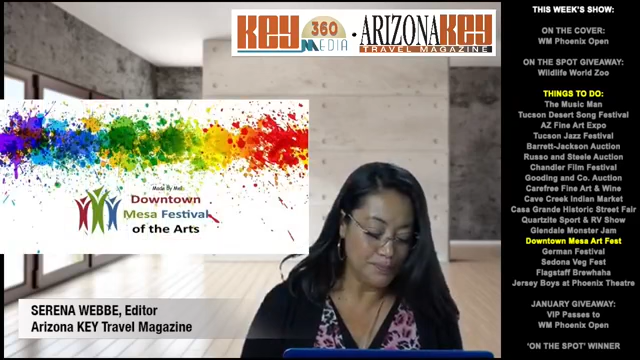 KEY 360 MEDIA · ARIZONA KEY
TRAVEL MAGAZINE
Made By Me!
Downtown
Mesa Festival
of the Arts
SERENA WEBBE, Editor
Arizona KEY Travel Magazine
THIS WEEK'S SHOW:
ON THE COVER:
WM Phoenix Open
ON THE SPOT GIVEAWAY:
Wildlife World Zoo
THINGS TO DO:
The Music Man
Tucson Desert Song Festival
AZ Fine Art Expo
Tucson Jazz Festival
Barrett-Jackson Auction
Russo and Steele Auction
Chandler Film Festival
Gooding and Co. Auction
Carefree Fine Art & Wine
Cave Creek Indian Market
Casa Grande Historic Street Fair
Quartzite Sport & RV Show
Glendale Monster Jam
Downtown Mesa Art Fest
German Festival
Sedona Veg Fest
Flagstaff Brewhaha
Jersey Boys at Phoenix Theatre
JANUARY GIVEAWAY:
VIP Passes to
WM Phoenix Open
'ON THE SPOT' WINNER